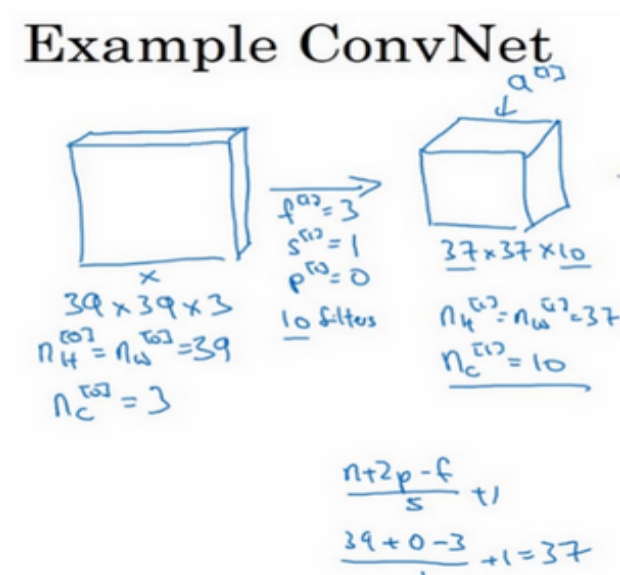 Example ConvNet
a^[1]
f^[1] = 3
s^[1] = 1
p^[1] = 0
10 filters
x
39 × 39 × 3
n_H^[0] = n_W^[0] = 39
n_C^[0] = 3
37 × 37 × 10
n_H^[1] = n_W^[1] = 37
n_C^[1] = 10
n+2p-f
s
+1
39 + 0 - 3
+1 = 37